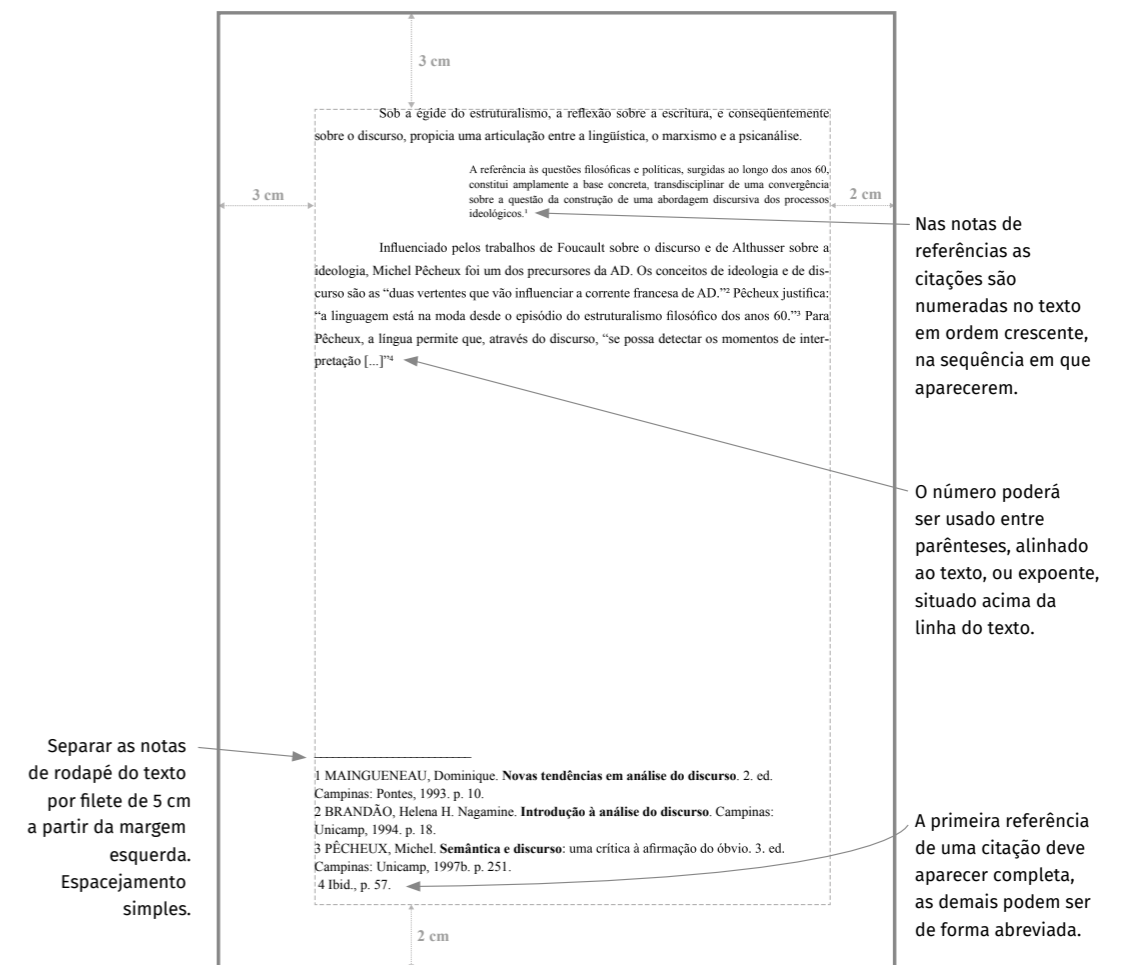 3 cm
Sob a égide do estruturalismo, a reflexão sobre a escritura, e conseqüentemente
sobre o discurso, propicia uma articulação entre a lingüística, o marxismo e a psicanálise.
A referência às questões filosóficas e políticas, surgidas ao longo dos anos 60,
constitui amplamente a base concreta, transdisciplinar de uma convergência
sobre a questão da construção de uma abordagem discursiva dos processos
ideológicos.¹
3 cm
2 cm
Influenciado pelos trabalhos de Foucault sobre o discurso e de Althusser sobre a
ideologia, Michel Pêcheux foi um dos precursores da AD. Os conceitos de ideologia e de dis-
curso são as “duas vertentes que vão influenciar a corrente francesa de AD.”² Pêcheux justifica:
“a linguagem está na moda desde o episódio do estruturalismo filosófico dos anos 60.”³ Para
Pêcheux, a língua permite que, através do discurso, “se possa detectar os momentos de inter-
pretação [...]”⁴
Nas notas de
referências as
citações são
numeradas no texto
em ordem crescente,
na sequência em que
aparecerem.
O número poderá
ser usado entre
parênteses, alinhado
ao texto, ou expoente,
situado acima da
linha do texto.
Separar as notas
de rodapé do texto
por filete de 5 cm
a partir da margem
esquerda.
Espacejamento
simples.
1 MAINGUENEAU, Dominique. Novas tendências em análise do discurso. 2. ed.
Campinas: Pontes, 1993. p. 10.
2 BRANDÃO, Helena H. Nagamine. Introdução à análise do discurso. Campinas:
Unicamp, 1994. p. 18.
3 PÊCHEUX, Michel. Semântica e discurso: uma crítica à afirmação do óbvio. 3. ed.
Campinas: Unicamp, 1997b. p. 251.
4 Ibid., p. 57.
A primeira referência
de uma citação deve
aparecer completa,
as demais podem ser
de forma abreviada.
2 cm